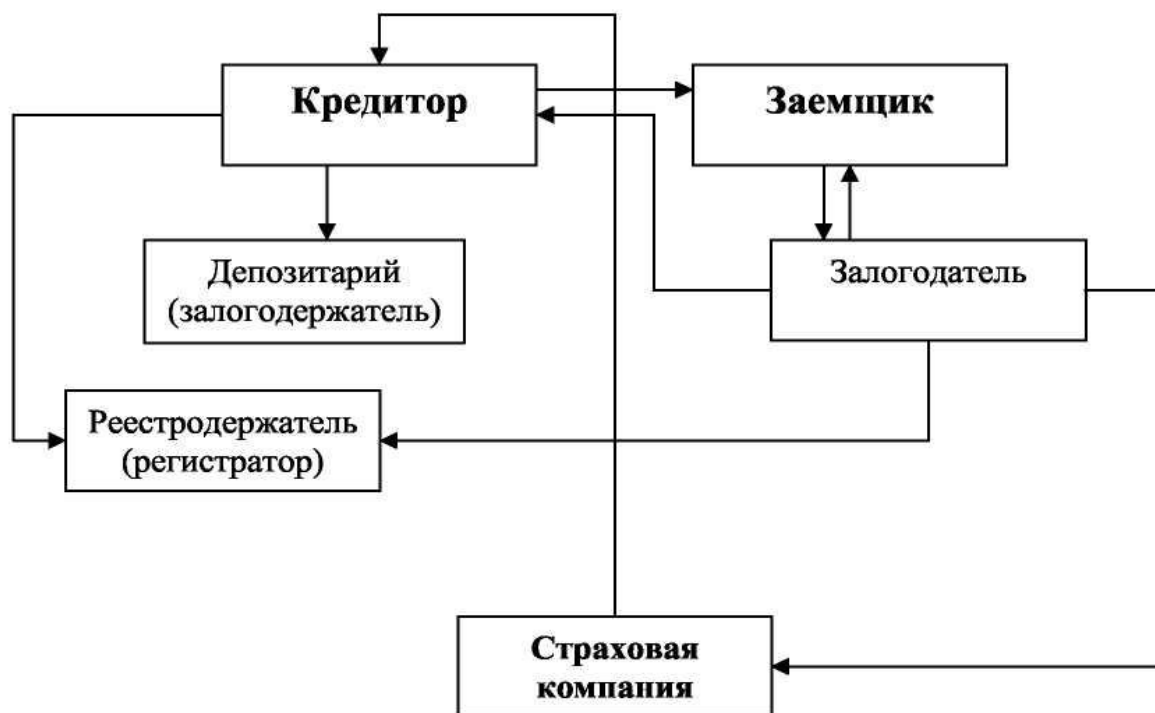 Кредитор
Заемщик
Депозитарий
(залогодержатель)
Залогодатель
Реестродержатель
(регистратор)
Страховая
компания